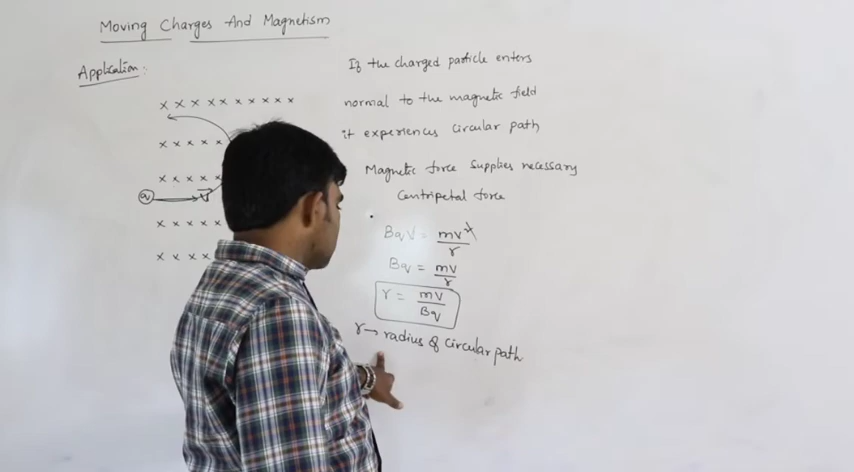 Moving Charges And Magnetism
Application:
x x x x x x x x x x
x x x x x
x x x x x
q v
x x x x x
x x x x
If the charged particle enters
normal to the magnetic field
it experiences circular path
Magnetic force Supplies necessary
Centripetal force
BqV = mv²/r
Bq = mv/r
r = mv/Bq
r → radius of circular path